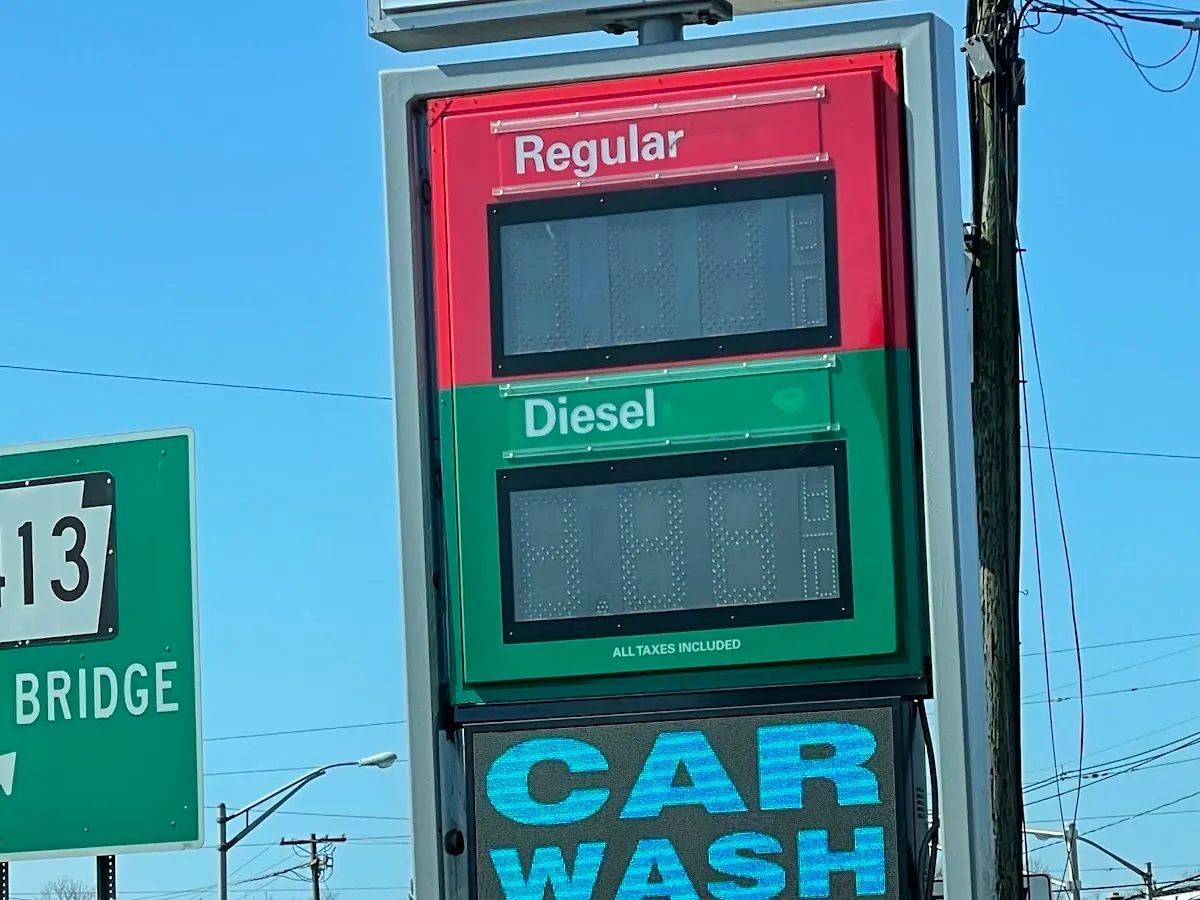 Regular
Diesel
ALL TAXES INCLUDED
CAR
WASH
413
BRIDGE